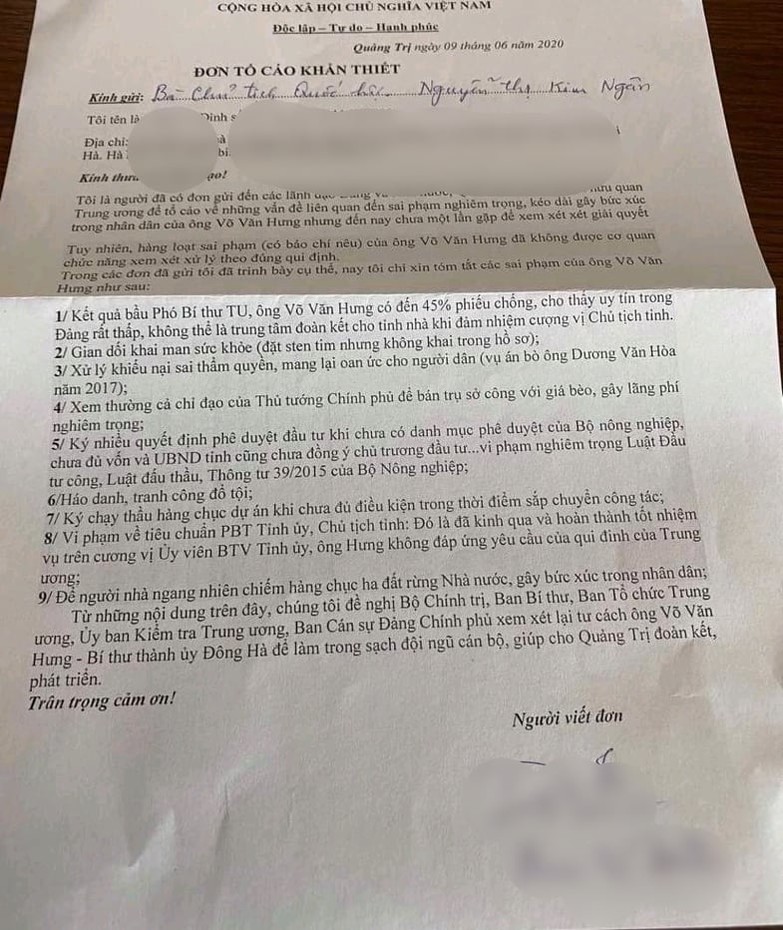 CỘNG HÒA XÃ HỘI CHỦ NGHĨA VIỆT NAM
Độc lập – Tự do – Hạnh phúc
Quảng Trị ngày 09 tháng 06 năm 2020
ĐƠN TỐ CÁO KHẨN THIẾT
Kính gửi: Bà Chủ tịch Quốc hội Nguyễn Thị Kim Ngân
Tôi tên là
Địa chỉ:
Hà. Hà
Kính
Tôi là người đã có đơn gửi đến các lãnh quan
Trung ương để tố cáo về những vấn đề liên quan đến sai phạm nghiêm trọng, kéo dài gây bức xúc
trong nhân dân của ông Võ Văn Hưng nhưng đến nay chưa một lần gặp để xem xét xét giải quyết
Tuy nhiên, hàng loạt sai phạm (có báo chí nêu) của ông Võ Văn Hưng đã không được cơ quan
chức năng xem xét xử lý theo đúng qui định.
Trong các đơn đã gửi tôi đã trình bày cụ thể, nay tôi chỉ xin tóm tắt các sai phạm của ông Võ Văn
Hưng như sau:
1/ Kết quả bầu Phó Bí thư TU, ông Võ Văn Hưng có đến 45% phiếu chống, cho thấy uy tín trong
Đảng rất thấp, không thể là trung tâm đoàn kết cho tỉnh nhà khi đảm nhiệm cượng vị Chủ tịch tỉnh.
2/ Gian dối khai man sức khỏe (đặt sten tim nhưng không khai trong hồ sơ);
3/ Xử lý khiếu nại sai thẩm quyền, mang lại oan ức cho người dân (vụ án bò ông Dương Văn Hòa
năm 2017);
4/ Xem thường cả chỉ đạo của Thủ tướng Chính phủ để bán trụ sở công với giá bèo, gây lãng phí
nghiêm trọng;
5/ Ký nhiều quyết định phê duyệt đầu tư khi chưa có danh mục phê duyệt của Bộ nông nghiệp,
chưa đủ vốn và UBND tỉnh cũng chưa đồng ý chủ trương đầu tư...vi phạm nghiêm trọng Luật Đầu
tư công, Luật đấu thầu, Thông tư 39/2015 của Bộ Nông nghiệp;
6/Háo danh, tranh công đổ tội;
7/ Ký chạy thầu hàng chục dự án khi chưa đủ điều kiện trong thời điểm sắp chuyển công tác;
8/ Vi phạm về tiêu chuẩn PBT Tỉnh ủy, Chủ tịch tỉnh: Đó là đã kinh qua và hoàn thành tốt nhiệm
vụ trên cương vị Ủy viên BTV Tỉnh ủy, ông Hưng không đáp ứng yêu cầu của qui định của Trung
ương;
9/ Để người nhà ngang nhiên chiếm hàng chục ha đất rừng Nhà nước, gây bức xúc trong nhân dân;
Từ những nội dung trên đây, chúng tôi đề nghị Bộ Chính trị, Ban Bí thư, Ban Tổ chức Trung
ương, Ủy ban Kiểm tra Trung ương, Ban Cán sự Đảng Chính phủ xem xét lại tư cách ông Võ Văn
Hưng - Bí thư thành ủy Đông Hà để làm trong sạch đội ngũ cán bộ, giúp cho Quảng Trị đoàn kết,
phát triển.
Trân trọng cảm ơn!
Người viết đơn